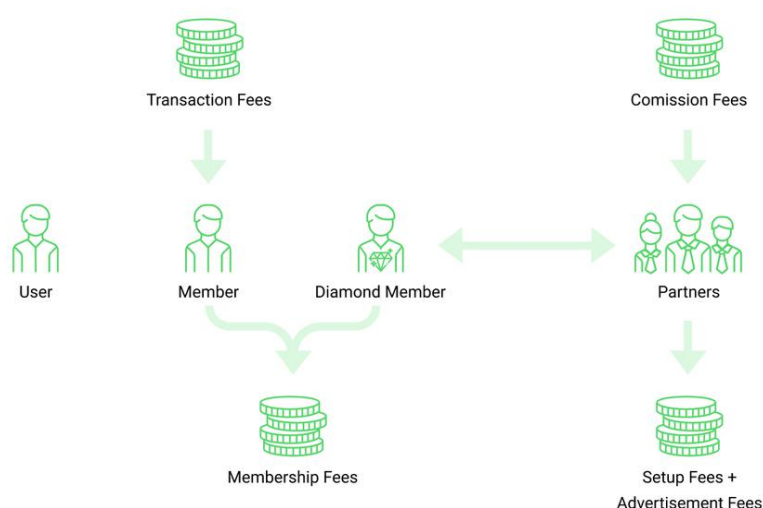 Transaction Fees
Comission Fees
User
Member
Diamond Member
Partners
Membership Fees
Setup Fees +
Advertisement Fees